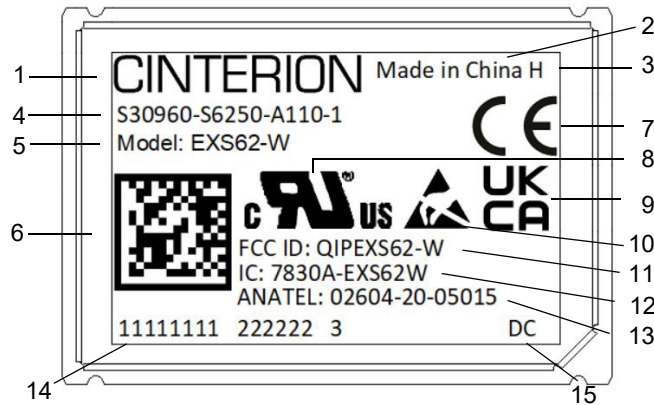 2
1 CINTERION Made in China H 3
4 S30960-S6250-A110-1
5 Model: EXS62-W CE 7
8
6 c RU ® US UK CA 9
10
FCC ID: QIPEXS62-W 11
IC: 7830A-EXS62W 12
ANATEL: 02604-20-05015 13
11111111 222222 3 DC
14 15